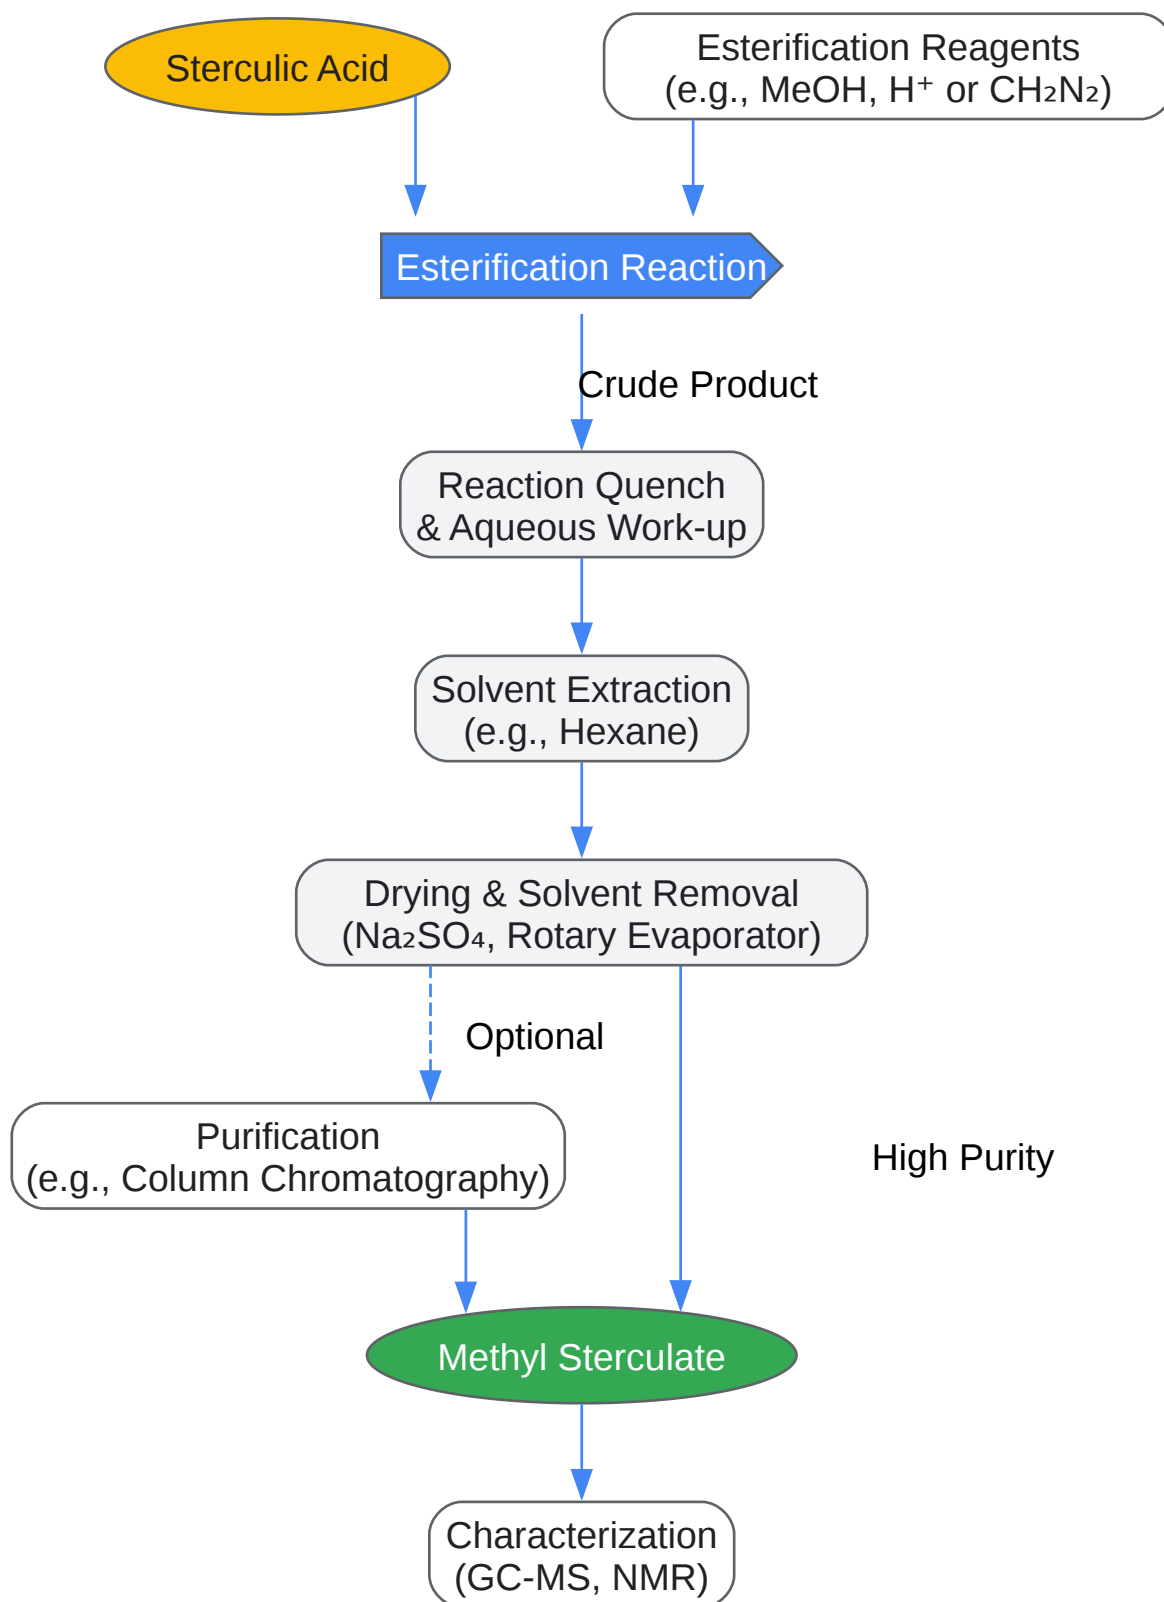 Sterculic Acid
Esterification Reagents
(e.g., MeOH, H⁺ or CH₂N₂)
Esterification Reaction
Crude Product
Reaction Quench
& Aqueous Work-up
Solvent Extraction
(e.g., Hexane)
Drying & Solvent Removal
(Na₂SO₄, Rotary Evaporator)
Optional
Purification
(e.g., Column Chromatography)
High Purity
Methyl Sterculate
Characterization
(GC-MS, NMR)